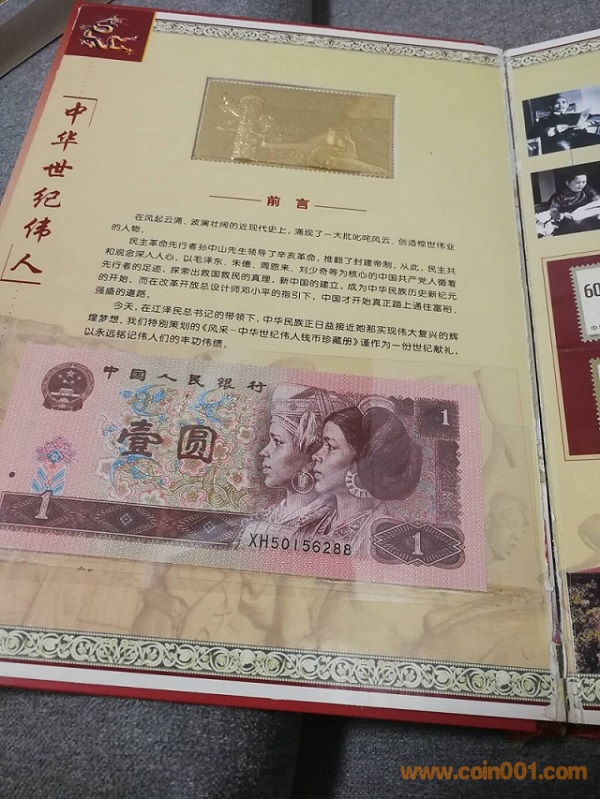 中华世纪伟人
前言
在风起云涌、波澜壮阔的近现代史上，涌现了一大批叱咤风云、创造惊世伟业
的人物。
民主革命先行者孙中山先生领导了辛亥革命，推翻了封建帝制，从此，民主共
和观念深入人心，以毛泽东、朱德、周恩来、刘少奇等为核心的中国共产党人循着
先行者的足迹，探索出救国救民的真理，新中国的建立，成为中华民族历史新纪元
的开始。而在改革开放总设计师邓小平的指引下，中国才开始真正踏上通往富裕、
强盛的道路。
今天，在江泽民总书记的带领下，中华民族正日益接近她那实现伟大复兴的辉
煌梦想，我们特别策划的《风采－中华世纪伟人钱币珍藏册》谨作为一份世纪献礼，
以永远铭记伟人们的丰功伟绩。
中国人民银行
壹圆
1
1
1
XH50156288
60
www.coin001.com